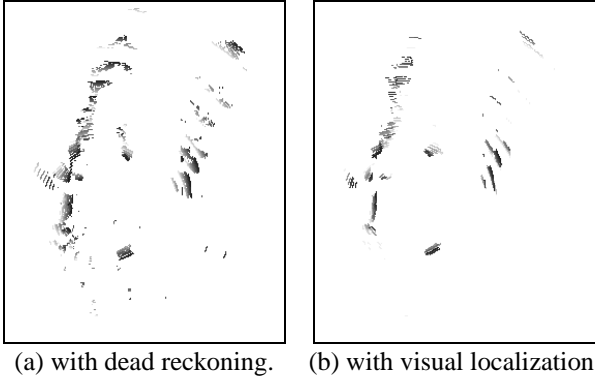 (a) with dead reckoning.
(b) with visual localization